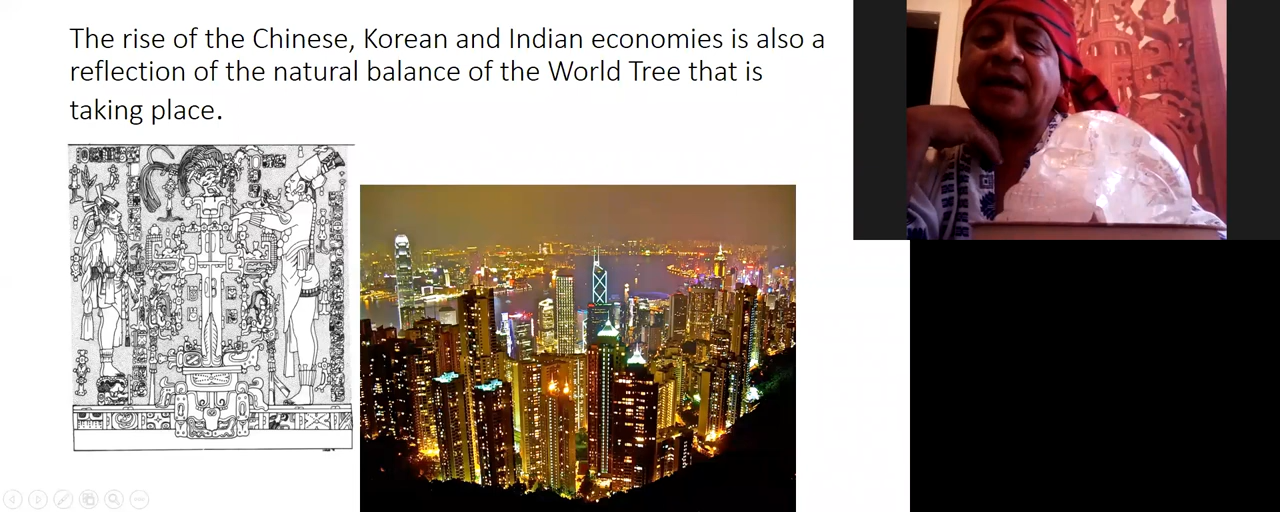 The rise of the Chinese, Korean and Indian economies is also a
reflection of the natural balance of the World Tree that is
taking place.